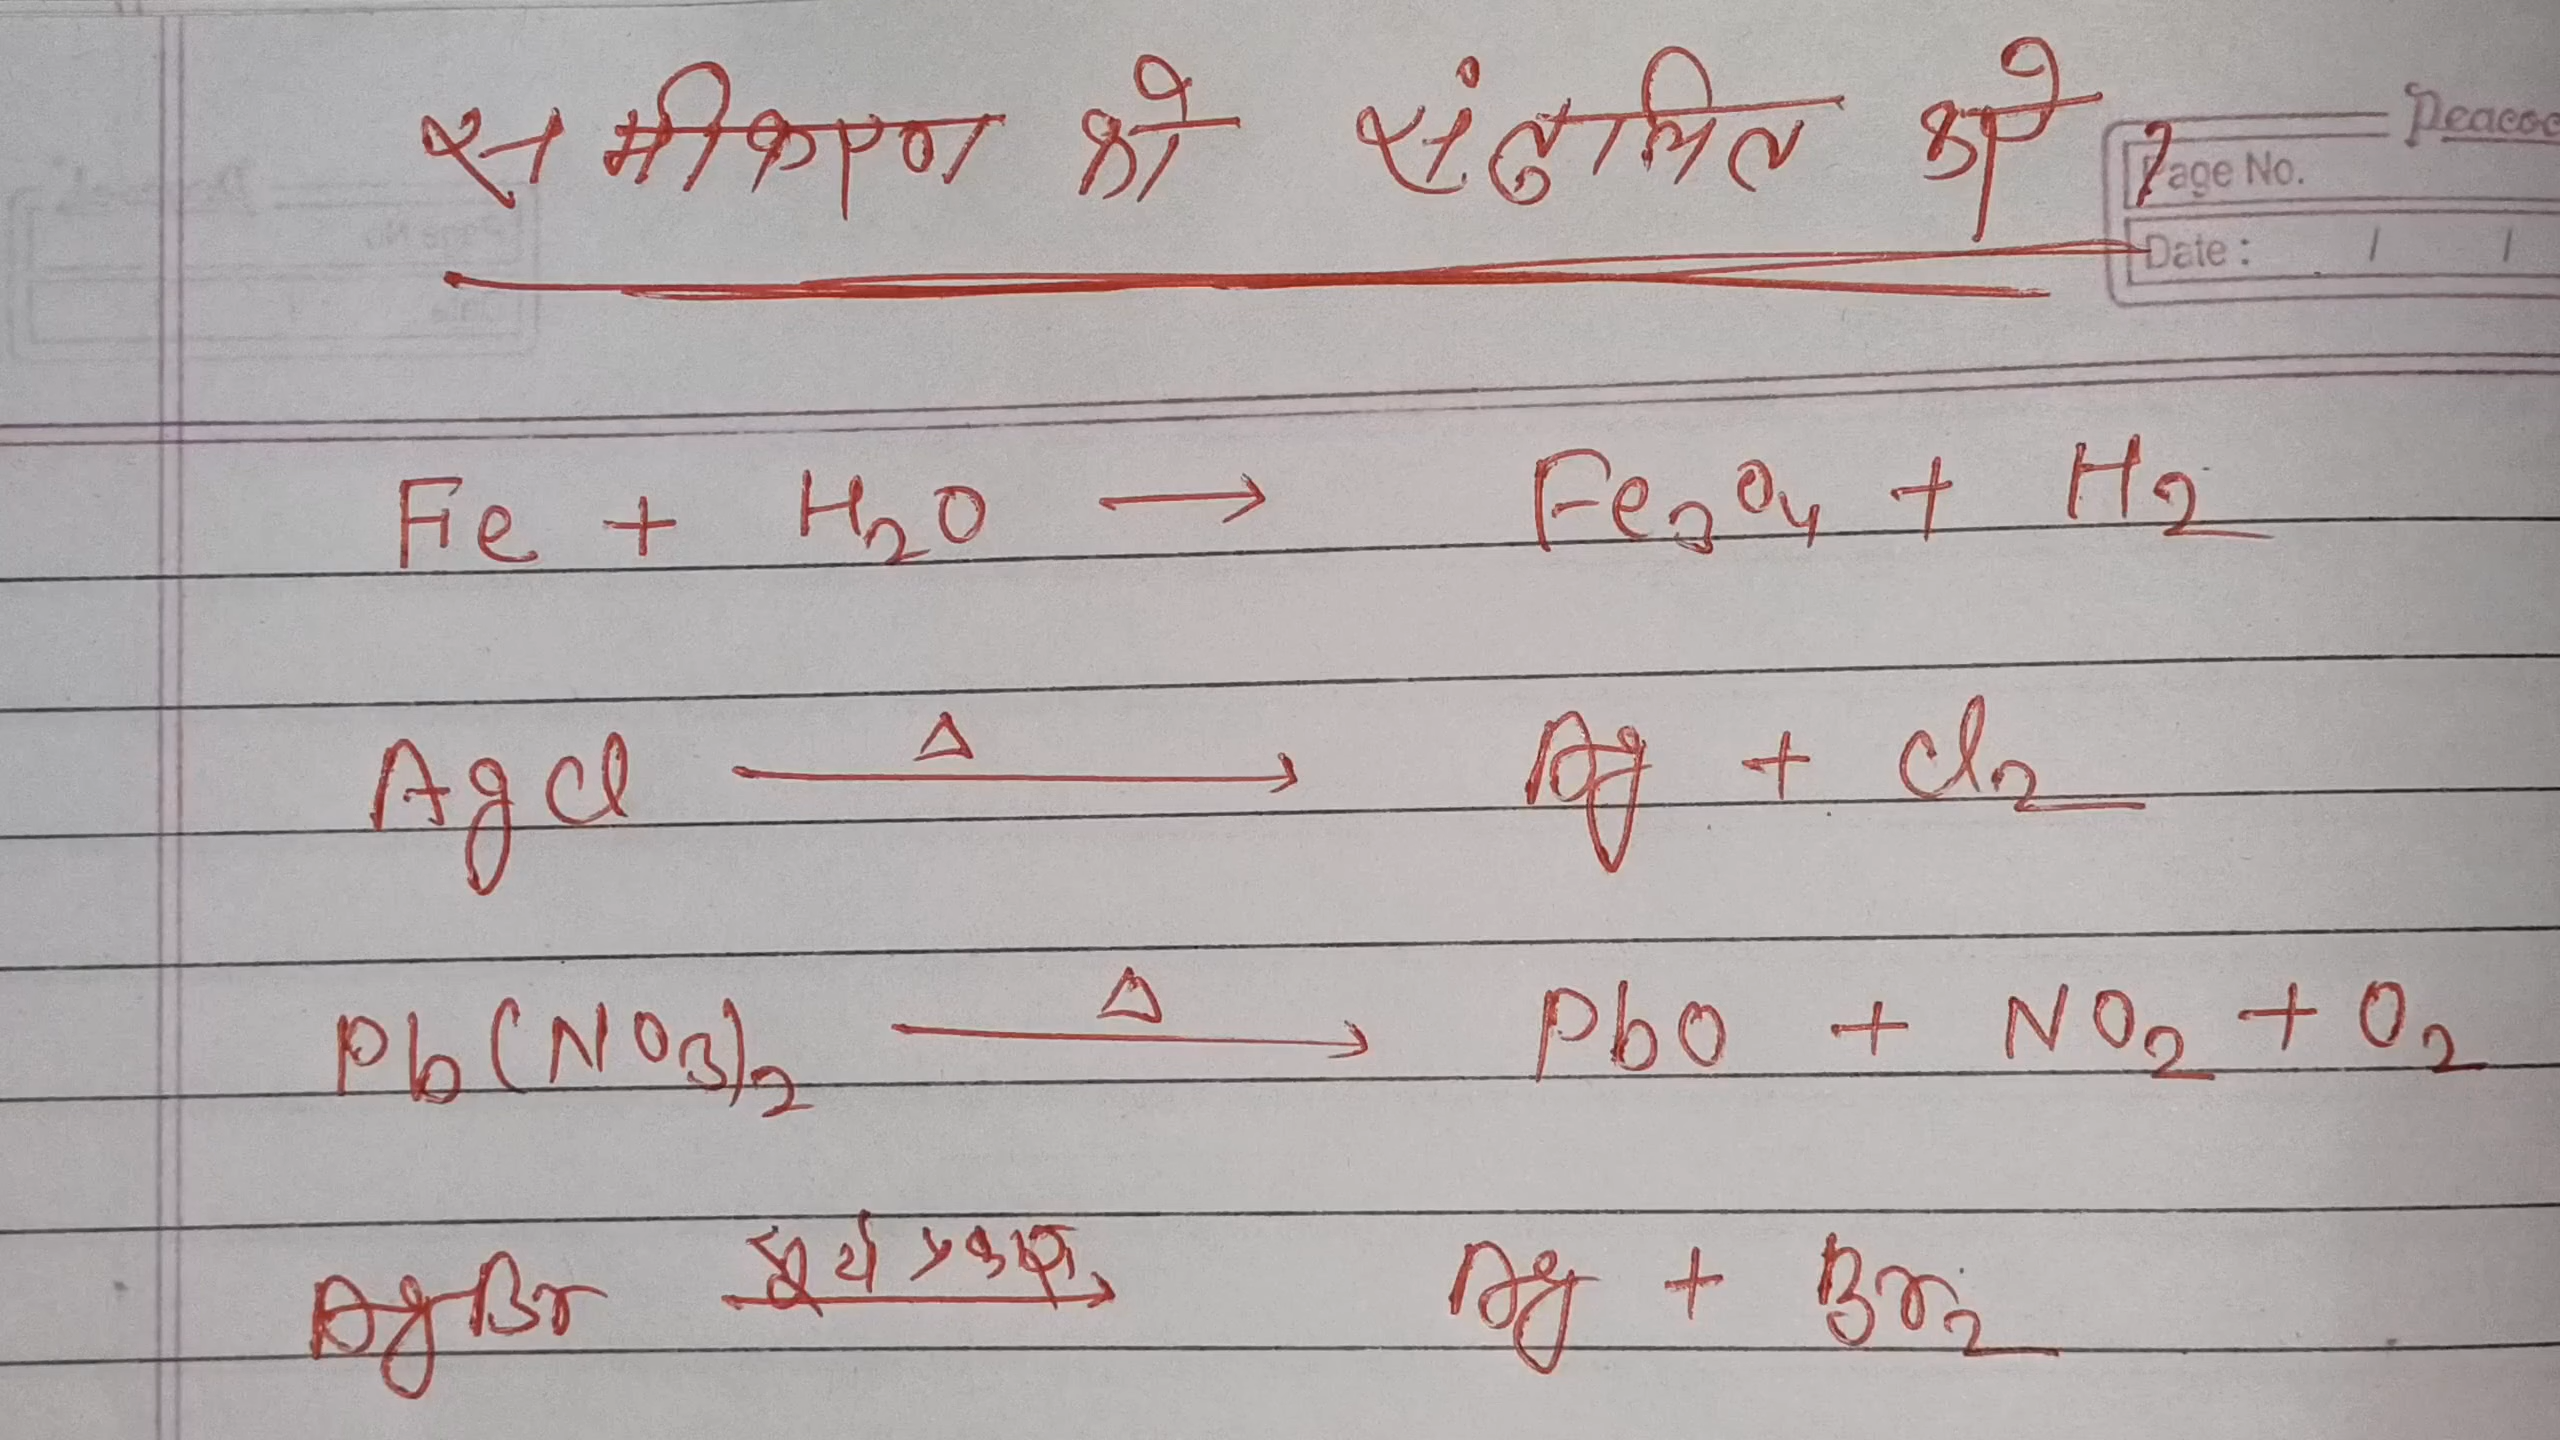 समीकरण को संतुलित करे।
Peacoc
Page No.
Date : / /
Fe + H₂O → Fe₃O₄ + H₂
AgCl Δ→ Ag + Cl₂
Pb(NO₃)₂ Δ→ PbO + NO₂ + O₂
AgBr सूर्य प्रकाश→ Ag + Br₂